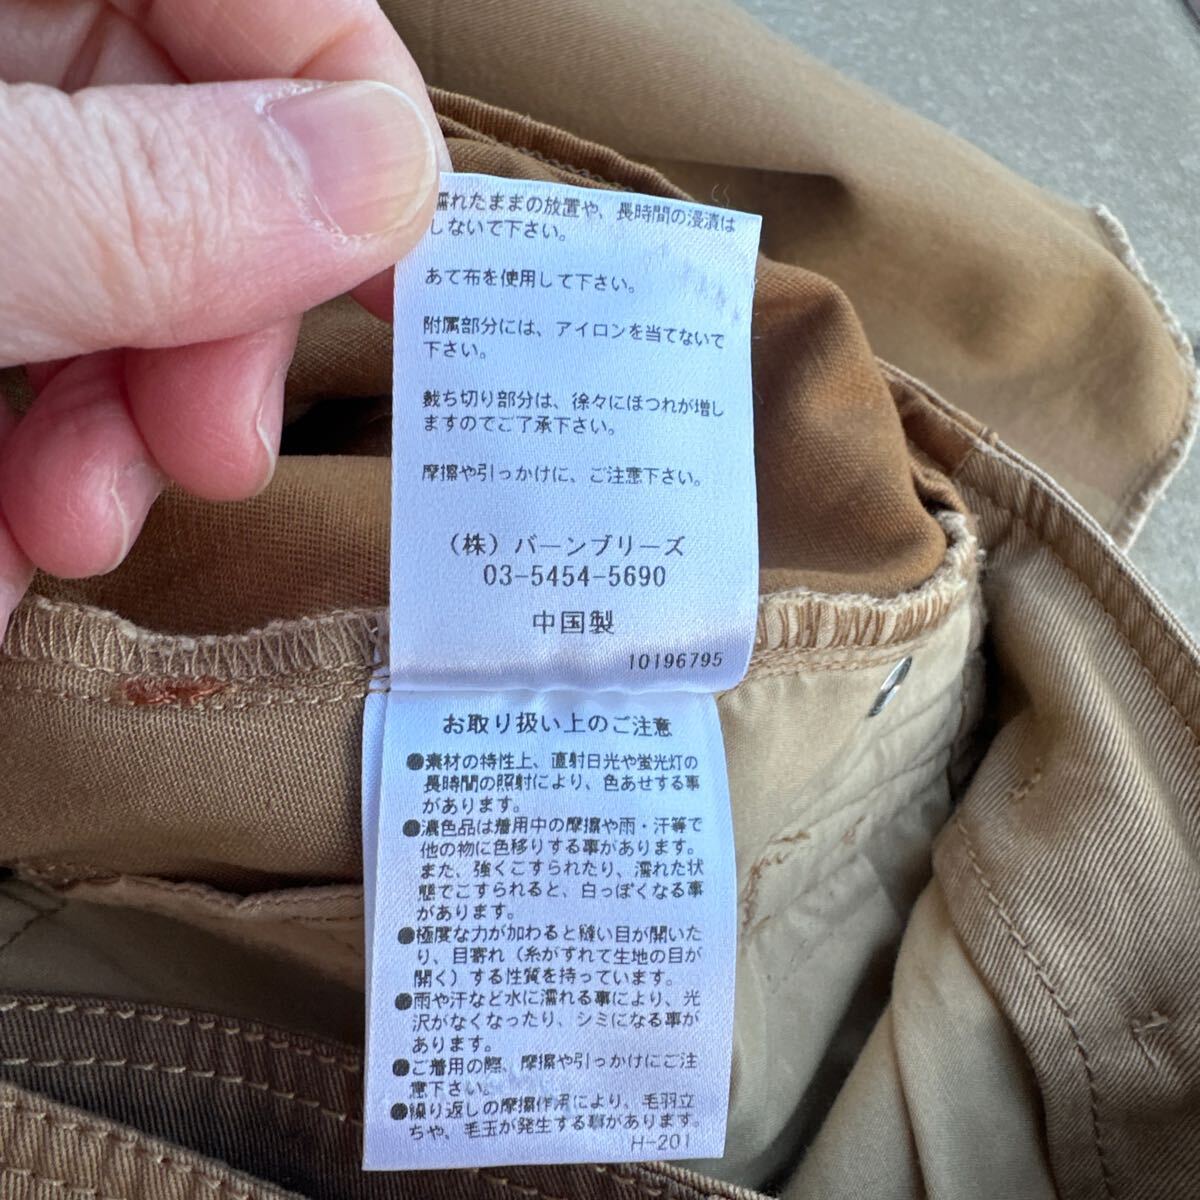 濡れたままの放置や、長時間の浸漬は
しないで下さい。
あて布を使用して下さい。
附属部分には、アイロンを当てないで
下さい。
裁ち切り部分は、徐々にほつれが増し
ますのでご了承下さい。
摩擦や引っかけに、ご注意下さい。
(株)バーンブリーズ
03-5454-5690
中国製
10196795
お取り扱い上のご注意
●素材の特性上、直射日光や蛍光灯の
長時間の照射により、色あせする事
があります。
●濃色品は着用中の摩擦や雨・汗等で
他の物に色移りする事があります。
また、強くこすられたり、濡れた状
態でこすられると、白っぽくなる事
があります。
●極度な力が加わると縫い目が開いた
り、目寄れ(糸がずれて生地の目が
開く)する性質を持っています。
●雨や汗など水に濡れる事により、光
沢がなくなったり、シミになる事が
あります。
●ご着用の際、摩擦や引っかけにご注
意下さい。
●繰り返しの摩擦作用により、毛羽立
ちや、毛玉が発生する事があります。
H-201